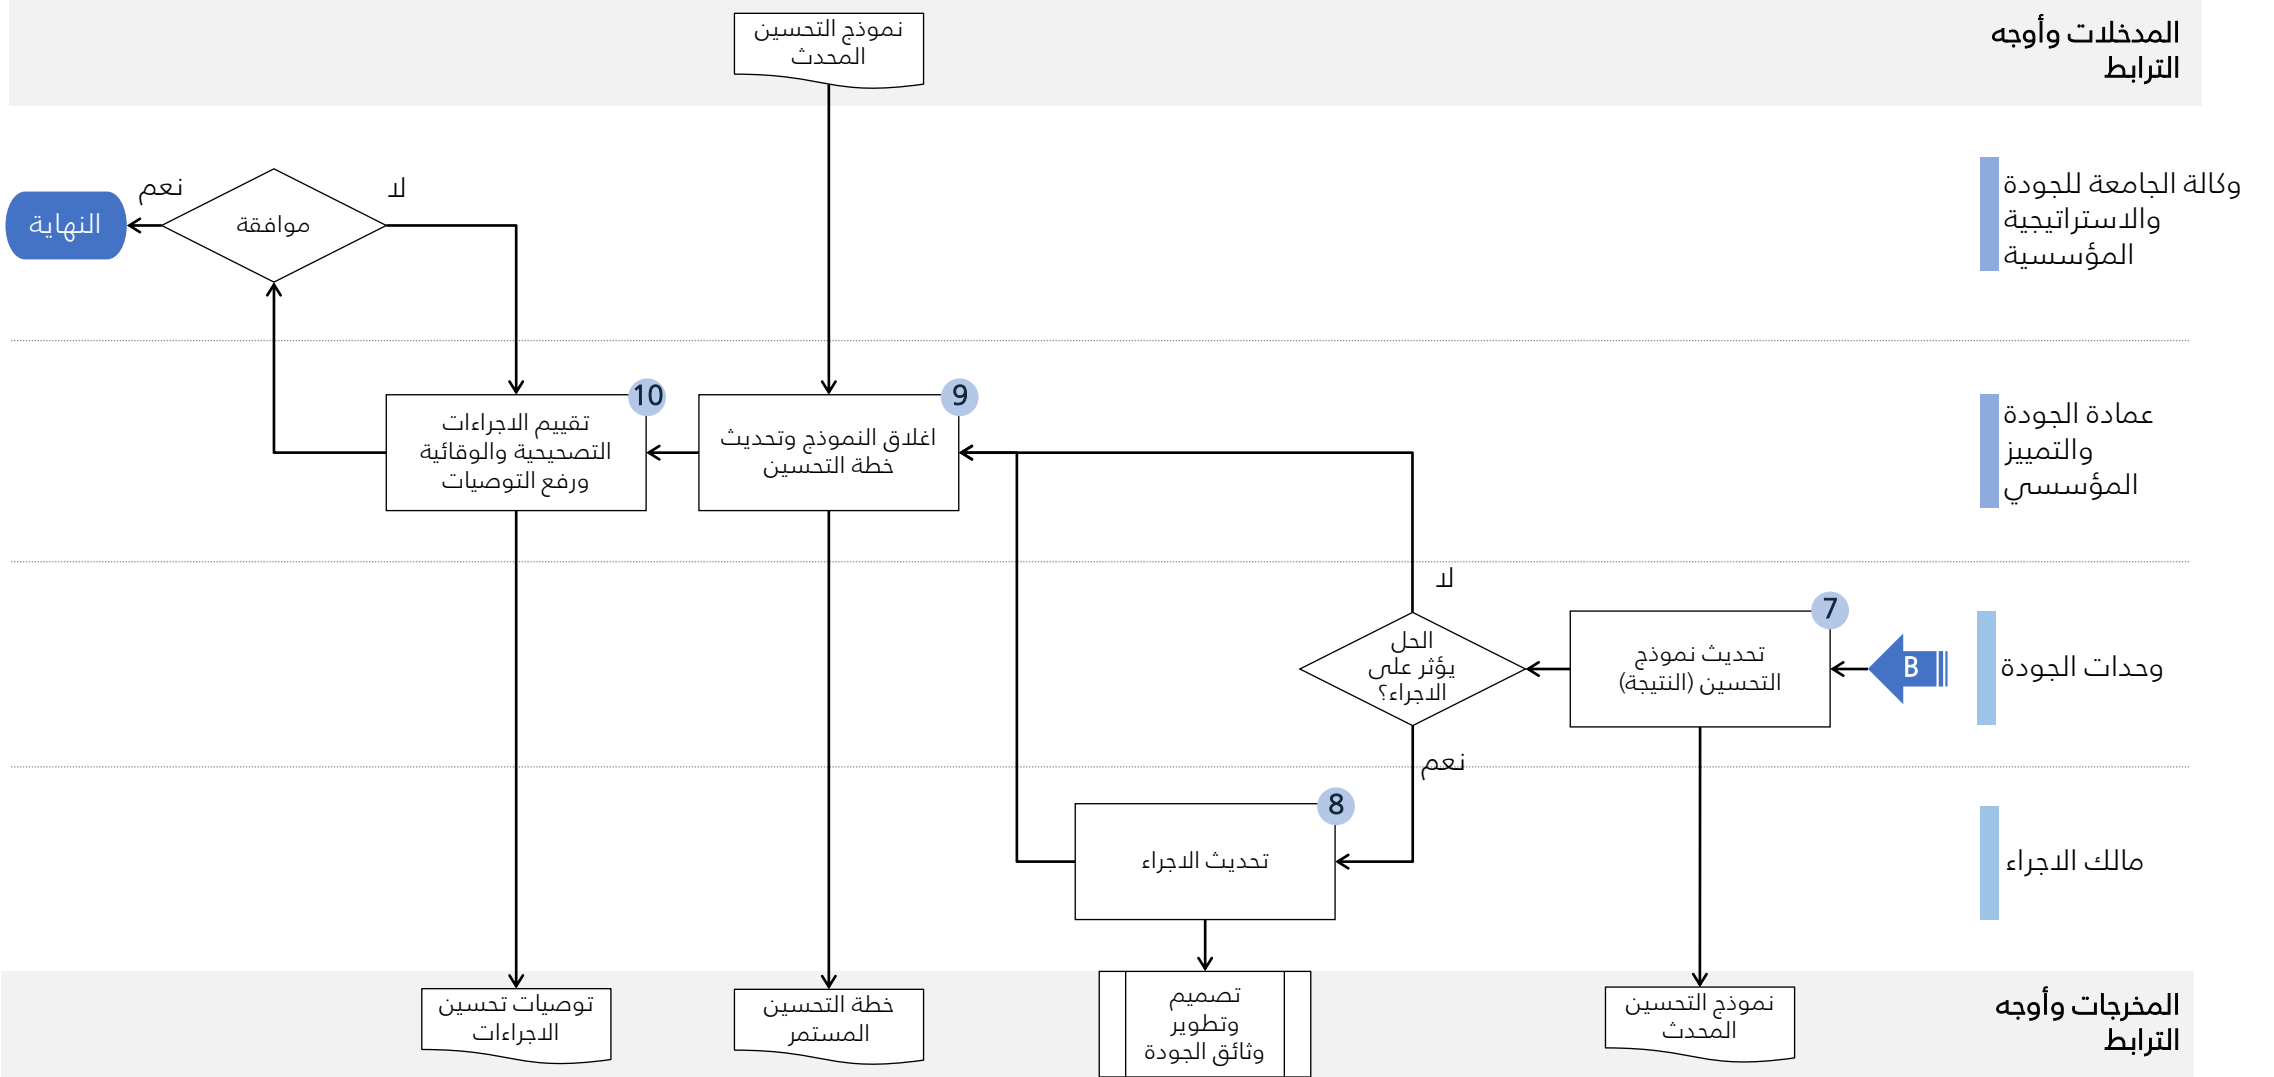 المدخلات وأوجه
الترابط
نموذج التحسين
المحدث
وكالة الجامعة للجودة
والاستراتيجية
المؤسسية
لا
موافقة
نعم
النهاية
عمادة الجودة
والتمييز
المؤسسي
9
اغلاق النموذج وتحديث
خطة التحسين
10
تقييم الاجراءات
التصحيحية والوقائية
ورفع التوصيات
وحدات الجودة
B
7
تحديث نموذج
التحسين (النتيجة)
لا
الحل
يؤثر على
الاجراء؟
نعم
مالك الاجراء
8
تحديث الاجراء
المخرجات وأوجه
الترابط
نموذج التحسين
المحدث
تصميم
وتطوير
وثائق الجودة
خطة التحسين
المستمر
توصيات تحسين
الاجراءات